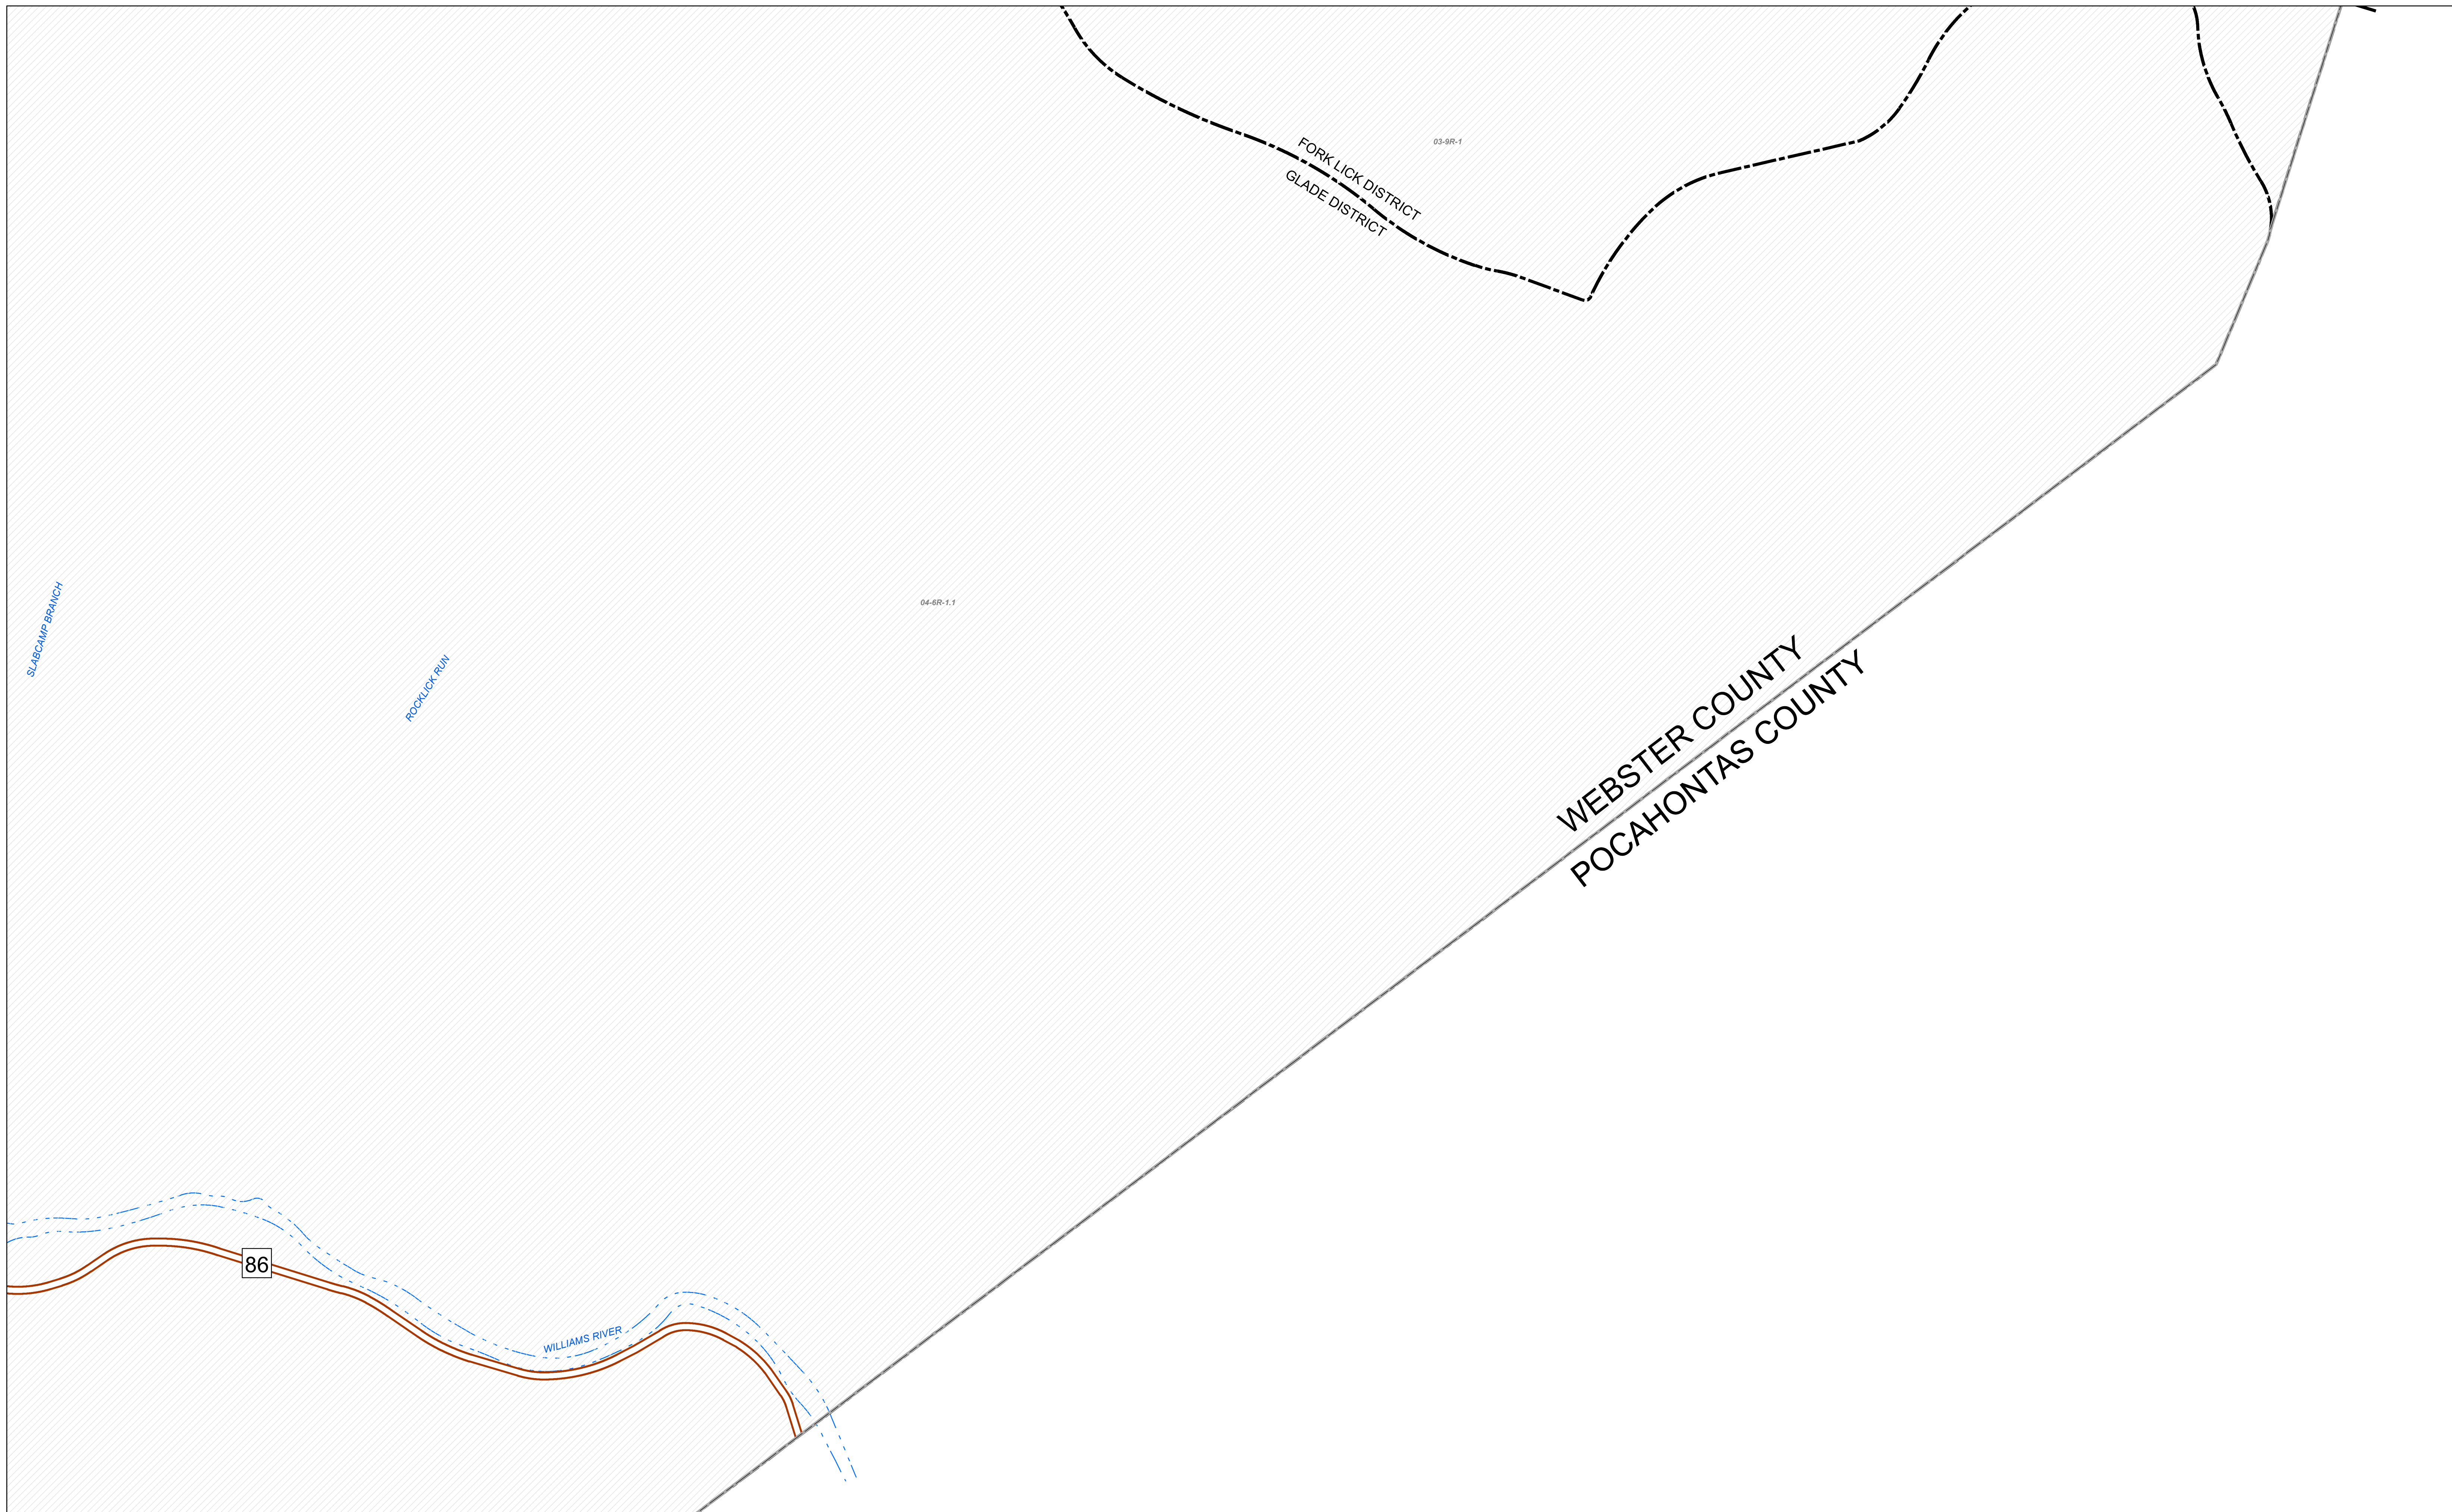 03-9R-1
FORK LICK DISTRICT
GLADE DISTRICT
04-6R-1.1
SLABCAMP BRANCH
ROCKLICK RUN
WEBSTER COUNTY
POCAHONTAS COUNTY
86
WILLIAMS RIVER